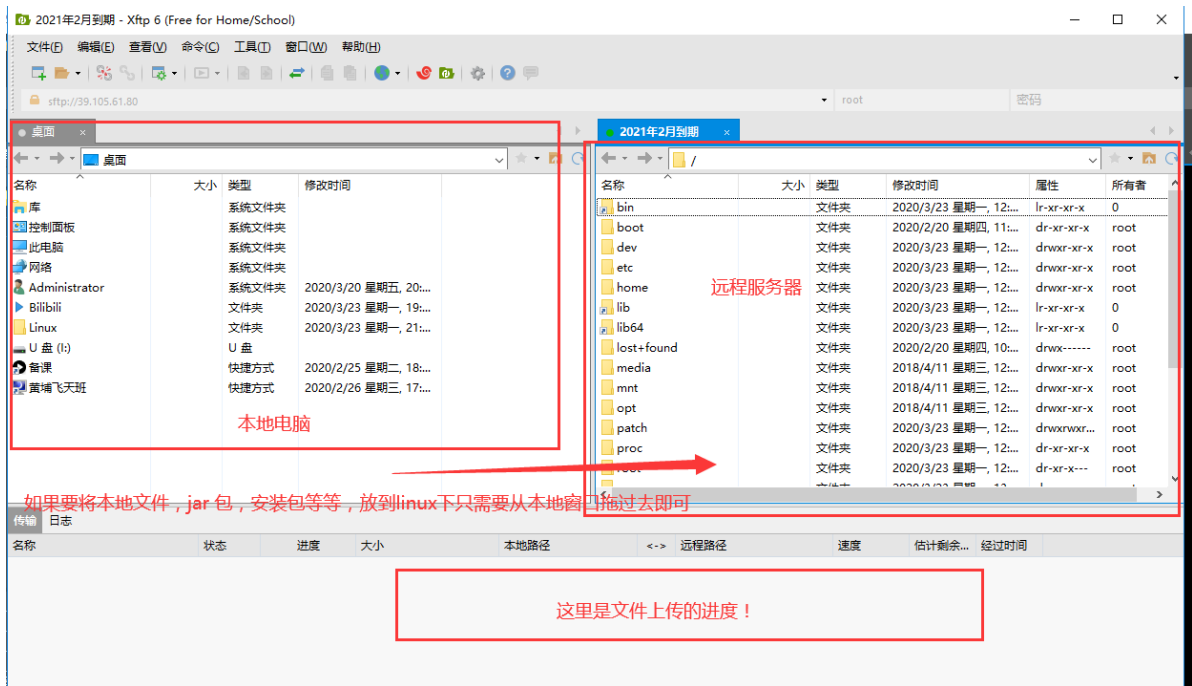 2021年2月到期 - Xftp 6 (Free for Home/School)
文件(F) 编辑(E) 查看(V) 命令(C) 工具(T) 窗口(W) 帮助(H)
sftp://39.105.61.80 root 密码
桌面 × 2021年2月到期 ×
桌面 /
名称 大小 类型 修改时间 名称 大小 类型 修改时间 属性 所有者
库 系统文件夹 bin 文件夹 2020/3/23 星期一, 12:... lr-xr-xr-x 0
控制面板 系统文件夹 boot 文件夹 2020/2/20 星期四, 11:... dr-xr-xr-x root
此电脑 系统文件夹 dev 文件夹 2020/3/23 星期一, 12:... drwxr-xr-x root
网络 系统文件夹 etc 文件夹 2020/3/23 星期一, 12:... drwxr-xr-x root
Administrator 系统文件夹 2020/3/20 星期五, 20:... home 文件夹 2020/3/23 星期一, 12:... drwxr-xr-x root
远程服务器
Bilibili 文件夹 2020/3/23 星期一, 19:... lib 文件夹 2020/3/23 星期一, 12:... lr-xr-xr-x 0
Linux 文件夹 2020/3/23 星期一, 21:... lib64 文件夹 2020/3/23 星期一, 12:... lr-xr-xr-x 0
U 盘 (I:) U 盘 lost+found 文件夹 2020/2/20 星期四, 10:... drwx------ root
备课 快捷方式 2020/2/25 星期二, 18:... media 文件夹 2018/4/11 星期三, 12:... drwxr-xr-x root
黄埔飞天班 快捷方式 2020/2/26 星期三, 17:... mnt 文件夹 2018/4/11 星期三, 12:... drwxr-xr-x root
opt 文件夹 2018/4/11 星期三, 12:... drwxr-xr-x root
本地电脑
patch 文件夹 2020/3/23 星期一, 12:... drwxrwxr... root
proc 文件夹 2020/3/23 星期一, 12:... dr-xr-xr-x root
root 文件夹 2020/3/23 星期一, 12:... dr-xr-x--- root
如果要将本地文件，jar 包，安装包等等，放到linux下只需要从本地窗口拖过去即可
传输 日志
名称 状态 进度 大小 本地路径 <-> 远程路径 速度 估计剩余... 经过时间
这里是文件上传的进度！